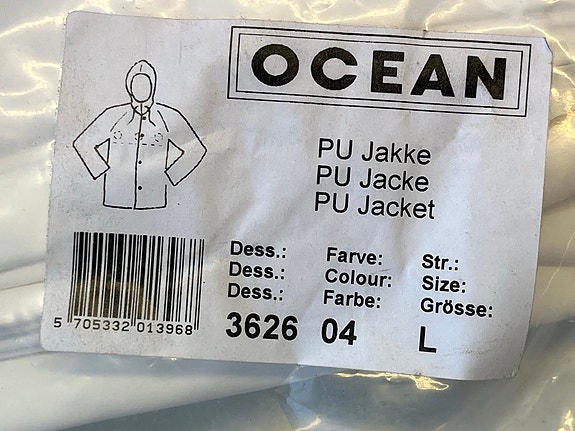 OCEAN
PU Jakke
PU Jacke
PU Jacket
Dess.: Farve: Str.:
Dess.: Colour: Size:
Dess.: Farbe: Grösse:
3626 04 L
5 705332 013968